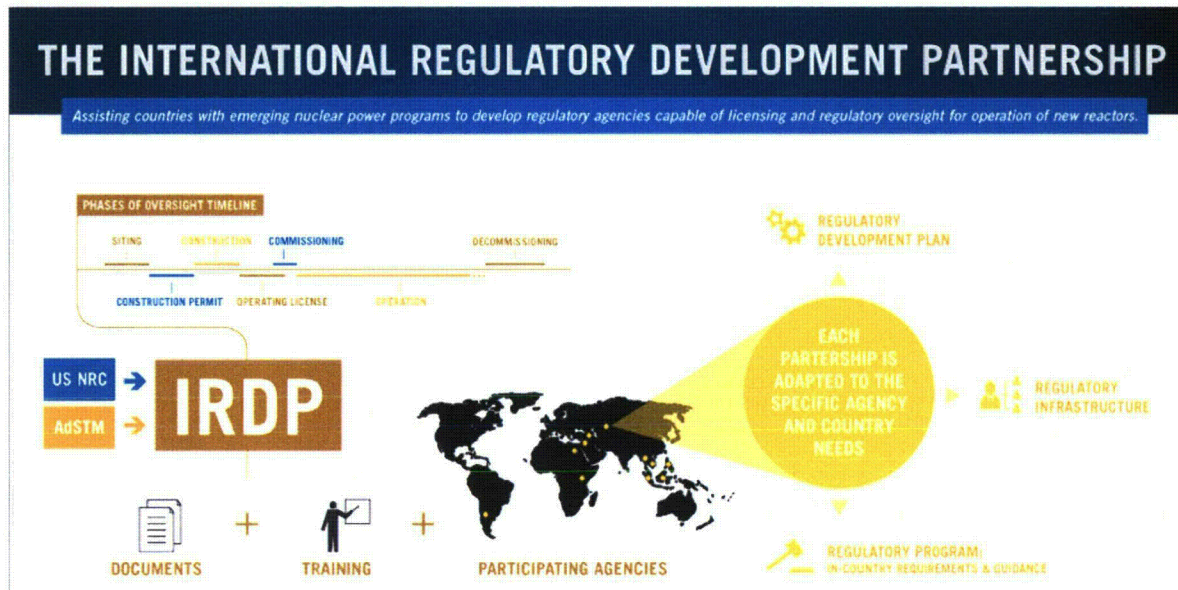 THE INTERNATIONAL REGULATORY DEVELOPMENT PARTNERSHIP
Assisting countries with emerging nuclear power programs to develop regulatory agencies capable of licensing and regulatory oversight for operation of new reactors.
PHASES OF OVERSIGHT TIMELINE
SITING
CONSTRUCTION
COMMISSIONING
DECOMMISSIONING
CONSTRUCTION PERMIT
OPERATING LICENSE
OPERATION
US NRC
AdSTM
IRDP
DOCUMENTS
+
TRAINING
+
PARTICIPATING AGENCIES
EACH
PARTERSHIP IS
ADAPTED TO THE
SPECIFIC AGENCY
AND COUNTRY
NEEDS
REGULATORY
DEVELOPMENT PLAN
REGULATORY
INFRASTRUCTURE
REGULATORY PROGRAM:
IN-COUNTRY REQUIREMENTS & GUIDANCE